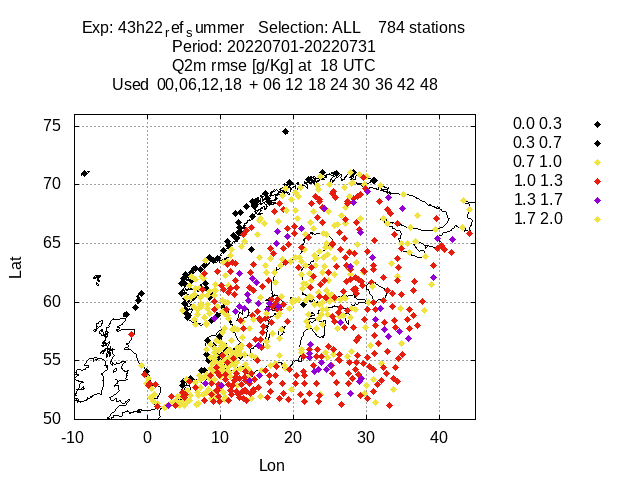 Exp: 43h22refsummer   Selection: ALL    784 stations
Period: 20220701-20220731
Q2m rmse [g/Kg] at  18 UTC
Used  00,06,12,18  + 06 12 18 24 30 36 42 48
75
70
65
60
55
50
Lat
-10 0 10 20 30 40
Lon
0.0 0.3
0.3 0.7
0.7 1.0
1.0 1.3
1.3 1.7
1.7 2.0